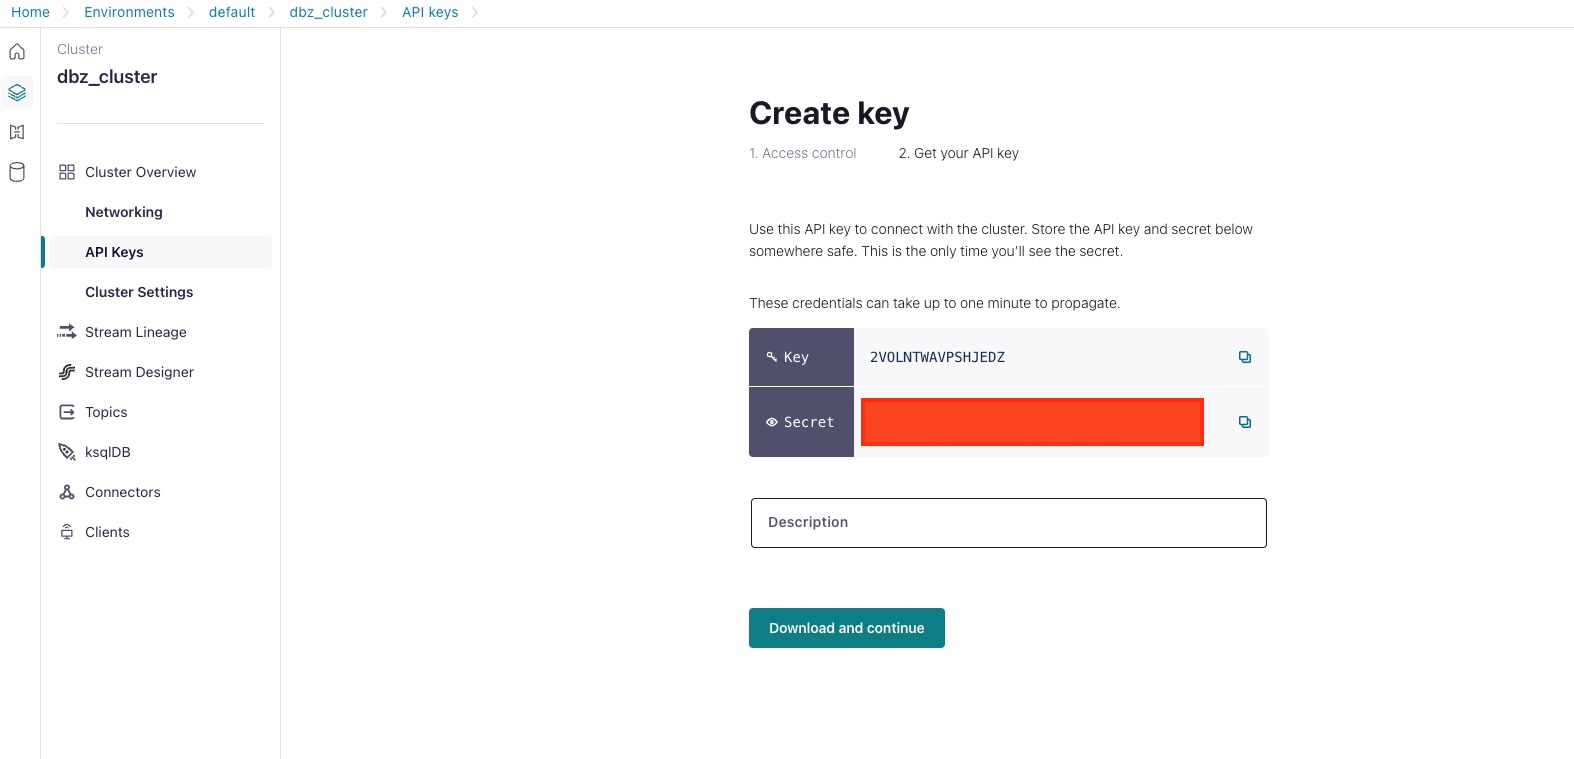 Home
Environments
default
dbz_cluster
API keys
Cluster
dbz_cluster
Cluster Overview
Networking
API Keys
Cluster Settings
Stream Lineage
Stream Designer
Topics
ksqlDB
Connectors
Clients
Create key
1. Access control
2. Get your API key
Use this API key to connect with the cluster. Store the API key and secret below
somewhere safe. This is the only time you’ll see the secret.
These credentials can take up to one minute to propagate.
Key
2VOLNTWAVPSHJEDZ
Secret
Description
Download and continue